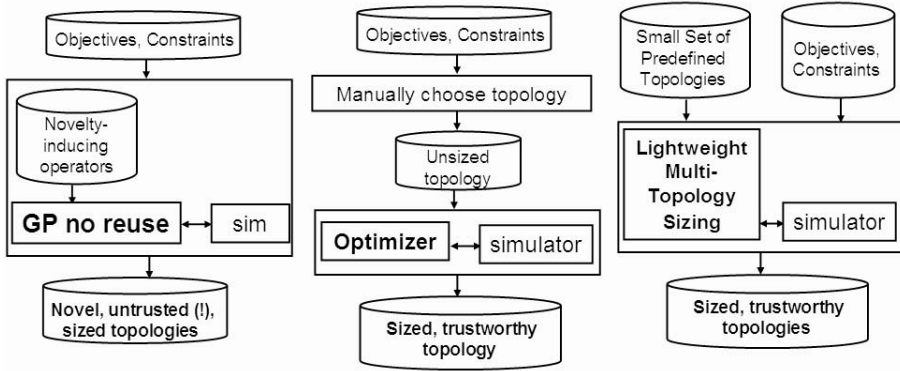 Objectives, Constraints
Novelty-
inducing
operators
GP no reuse
sim
Novel, untrusted (!),
sized topologies
Objectives, Constraints
Manually choose topology
Unsized
topology
Optimizer
simulator
Sized, trustworthy
topology
Small Set of
Predefined
Topologies
Objectives,
Constraints
Lightweight
Multi-
Topology
Sizing
simulator
Sized, trustworthy
topologies